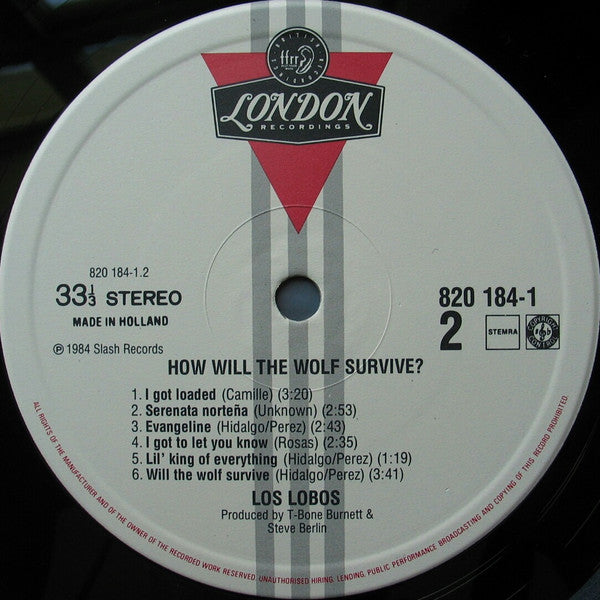 BRITISH RECORDINGS
ffrr
LONDON
RECORDINGS
820 184-1.2
33⅓ STEREO
MADE IN HOLLAND
℗ 1984 Slash Records
820 184-1
2
STEMRA
COPYRIGHT CONTROL
HOW WILL THE WOLF SURVIVE?
1. I got loaded (Camille) (3:20)
2. Serenata norteña (Unknown) (2:53)
3. Evangeline (Hidalgo/Perez) (2:43)
4. I got to let you know (Rosas) (2:35)
5. Lil' king of everything (Hidalgo/Perez) (1:19)
6. Will the wolf survive (Hidalgo/Perez) (3:41)
LOS LOBOS
Produced by T-Bone Burnett &
Steve Berlin
ALL RIGHTS OF THE MANUFACTURER AND OF THE OWNER OF THE RECORDED WORK RESERVED. UNAUTHORISED HIRING, LENDING, PUBLIC PERFORMANCE, BROADCASTING AND COPYING OF THIS RECORD PROHIBITED.